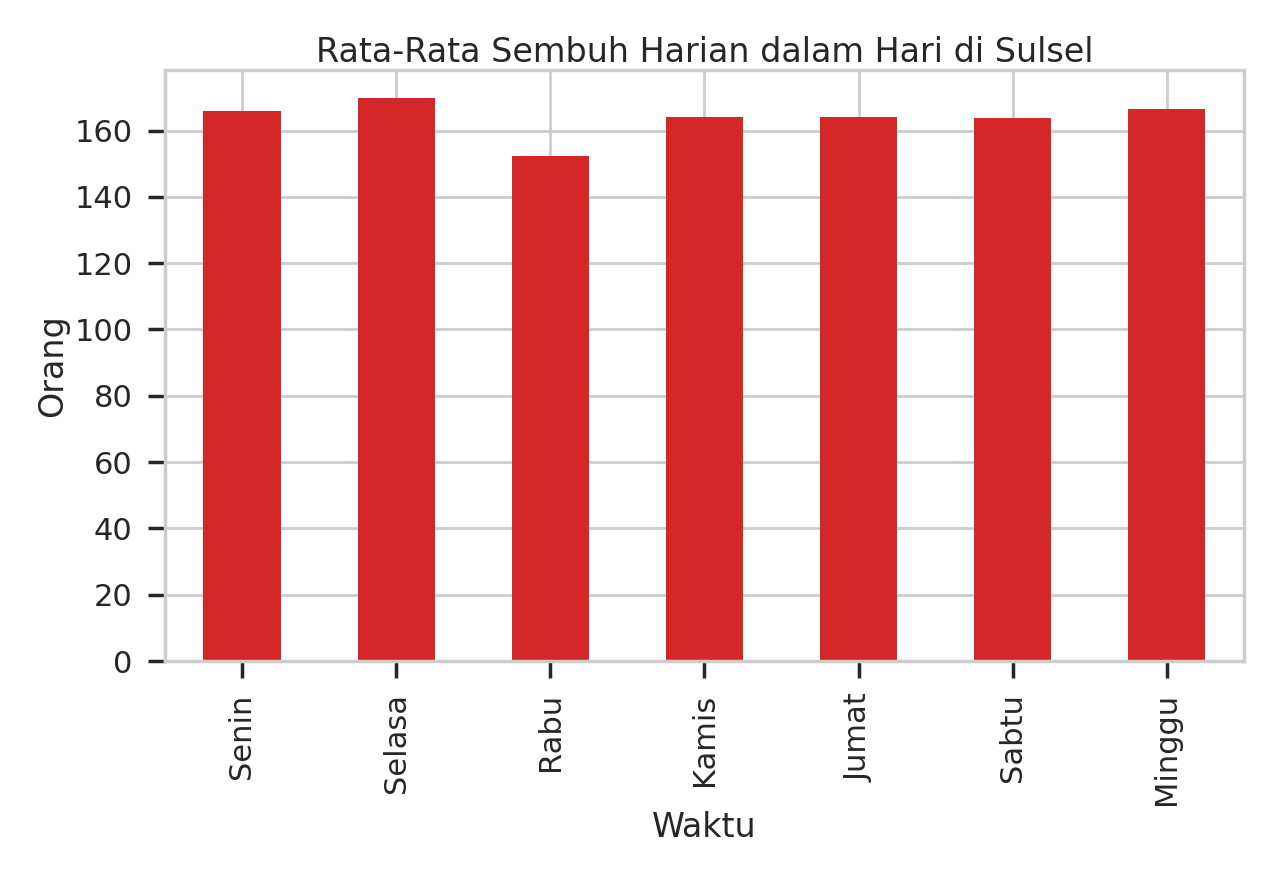 Rata-Rata Sembuh Harian dalam Hari di Sulsel
Orang
160
140
120
100
80
60
40
20
0
Senin
Selasa
Rabu
Kamis
Jumat
Sabtu
Minggu
Waktu